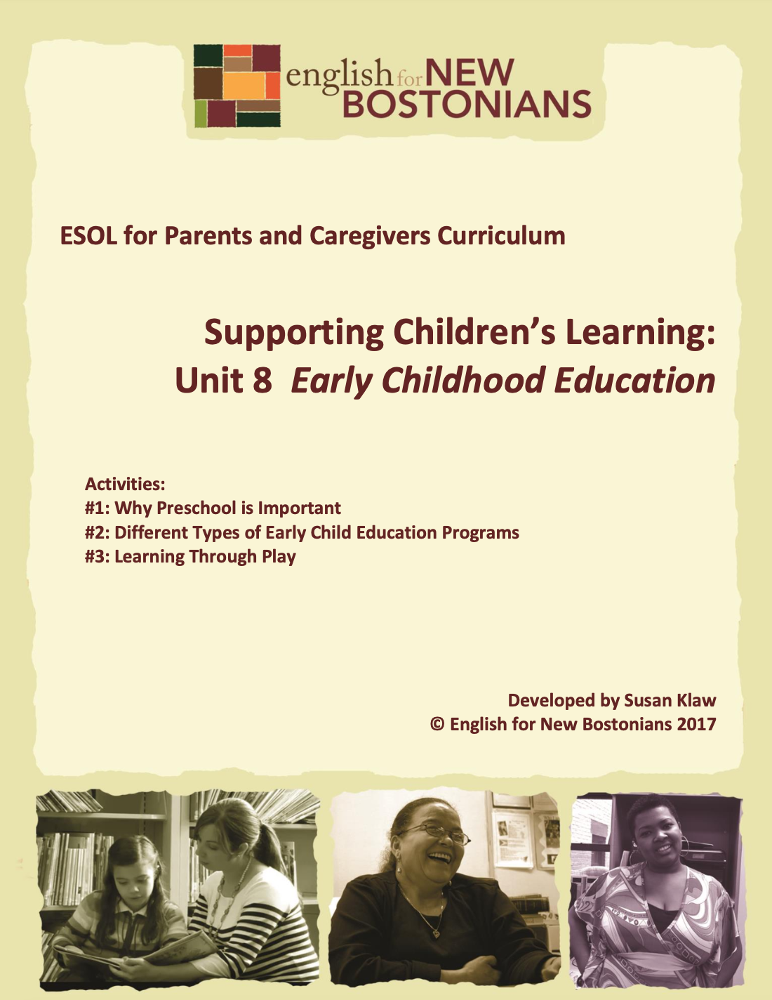 english for NEW
BOSTONIANS
ESOL for Parents and Caregivers Curriculum
Supporting Children’s Learning:
Unit 8 Early Childhood Education
Activities:
#1: Why Preschool is Important
#2: Different Types of Early Child Education Programs
#3: Learning Through Play
Developed by Susan Klaw
© English for New Bostonians 2017